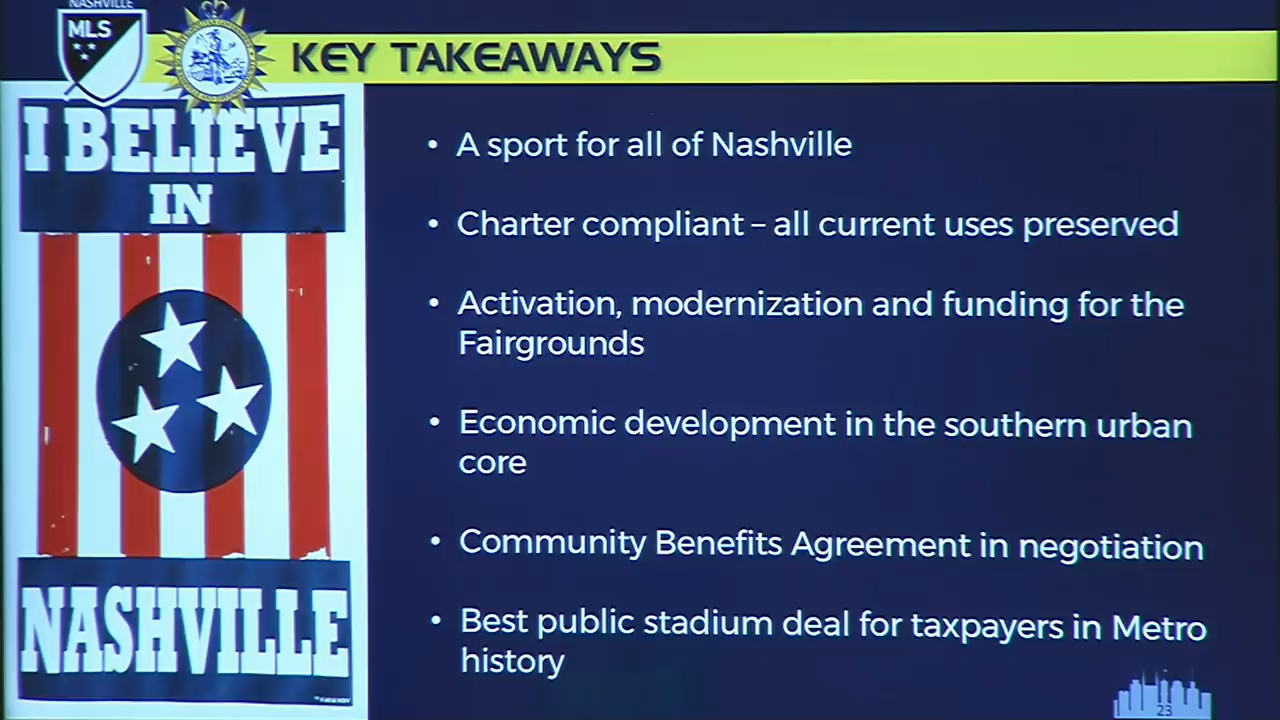 NASHVILLE
MLS
KEY TAKEAWAYS
I BELIEVE
IN
NASHVILLE
• A sport for all of Nashville
• Charter compliant – all current uses preserved
• Activation, modernization and funding for the
Fairgrounds
• Economic development in the southern urban
core
• Community Benefits Agreement in negotiation
• Best public stadium deal for taxpayers in Metro
history
23